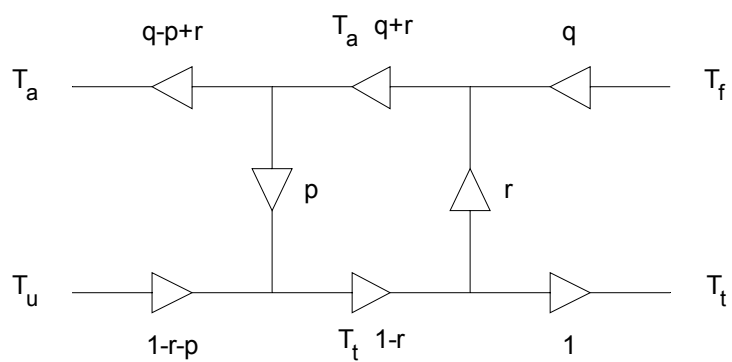 q-p+r T_a q+r q
T_a T_f
p r
T_u T_t
1-r-p T_t 1-r 1